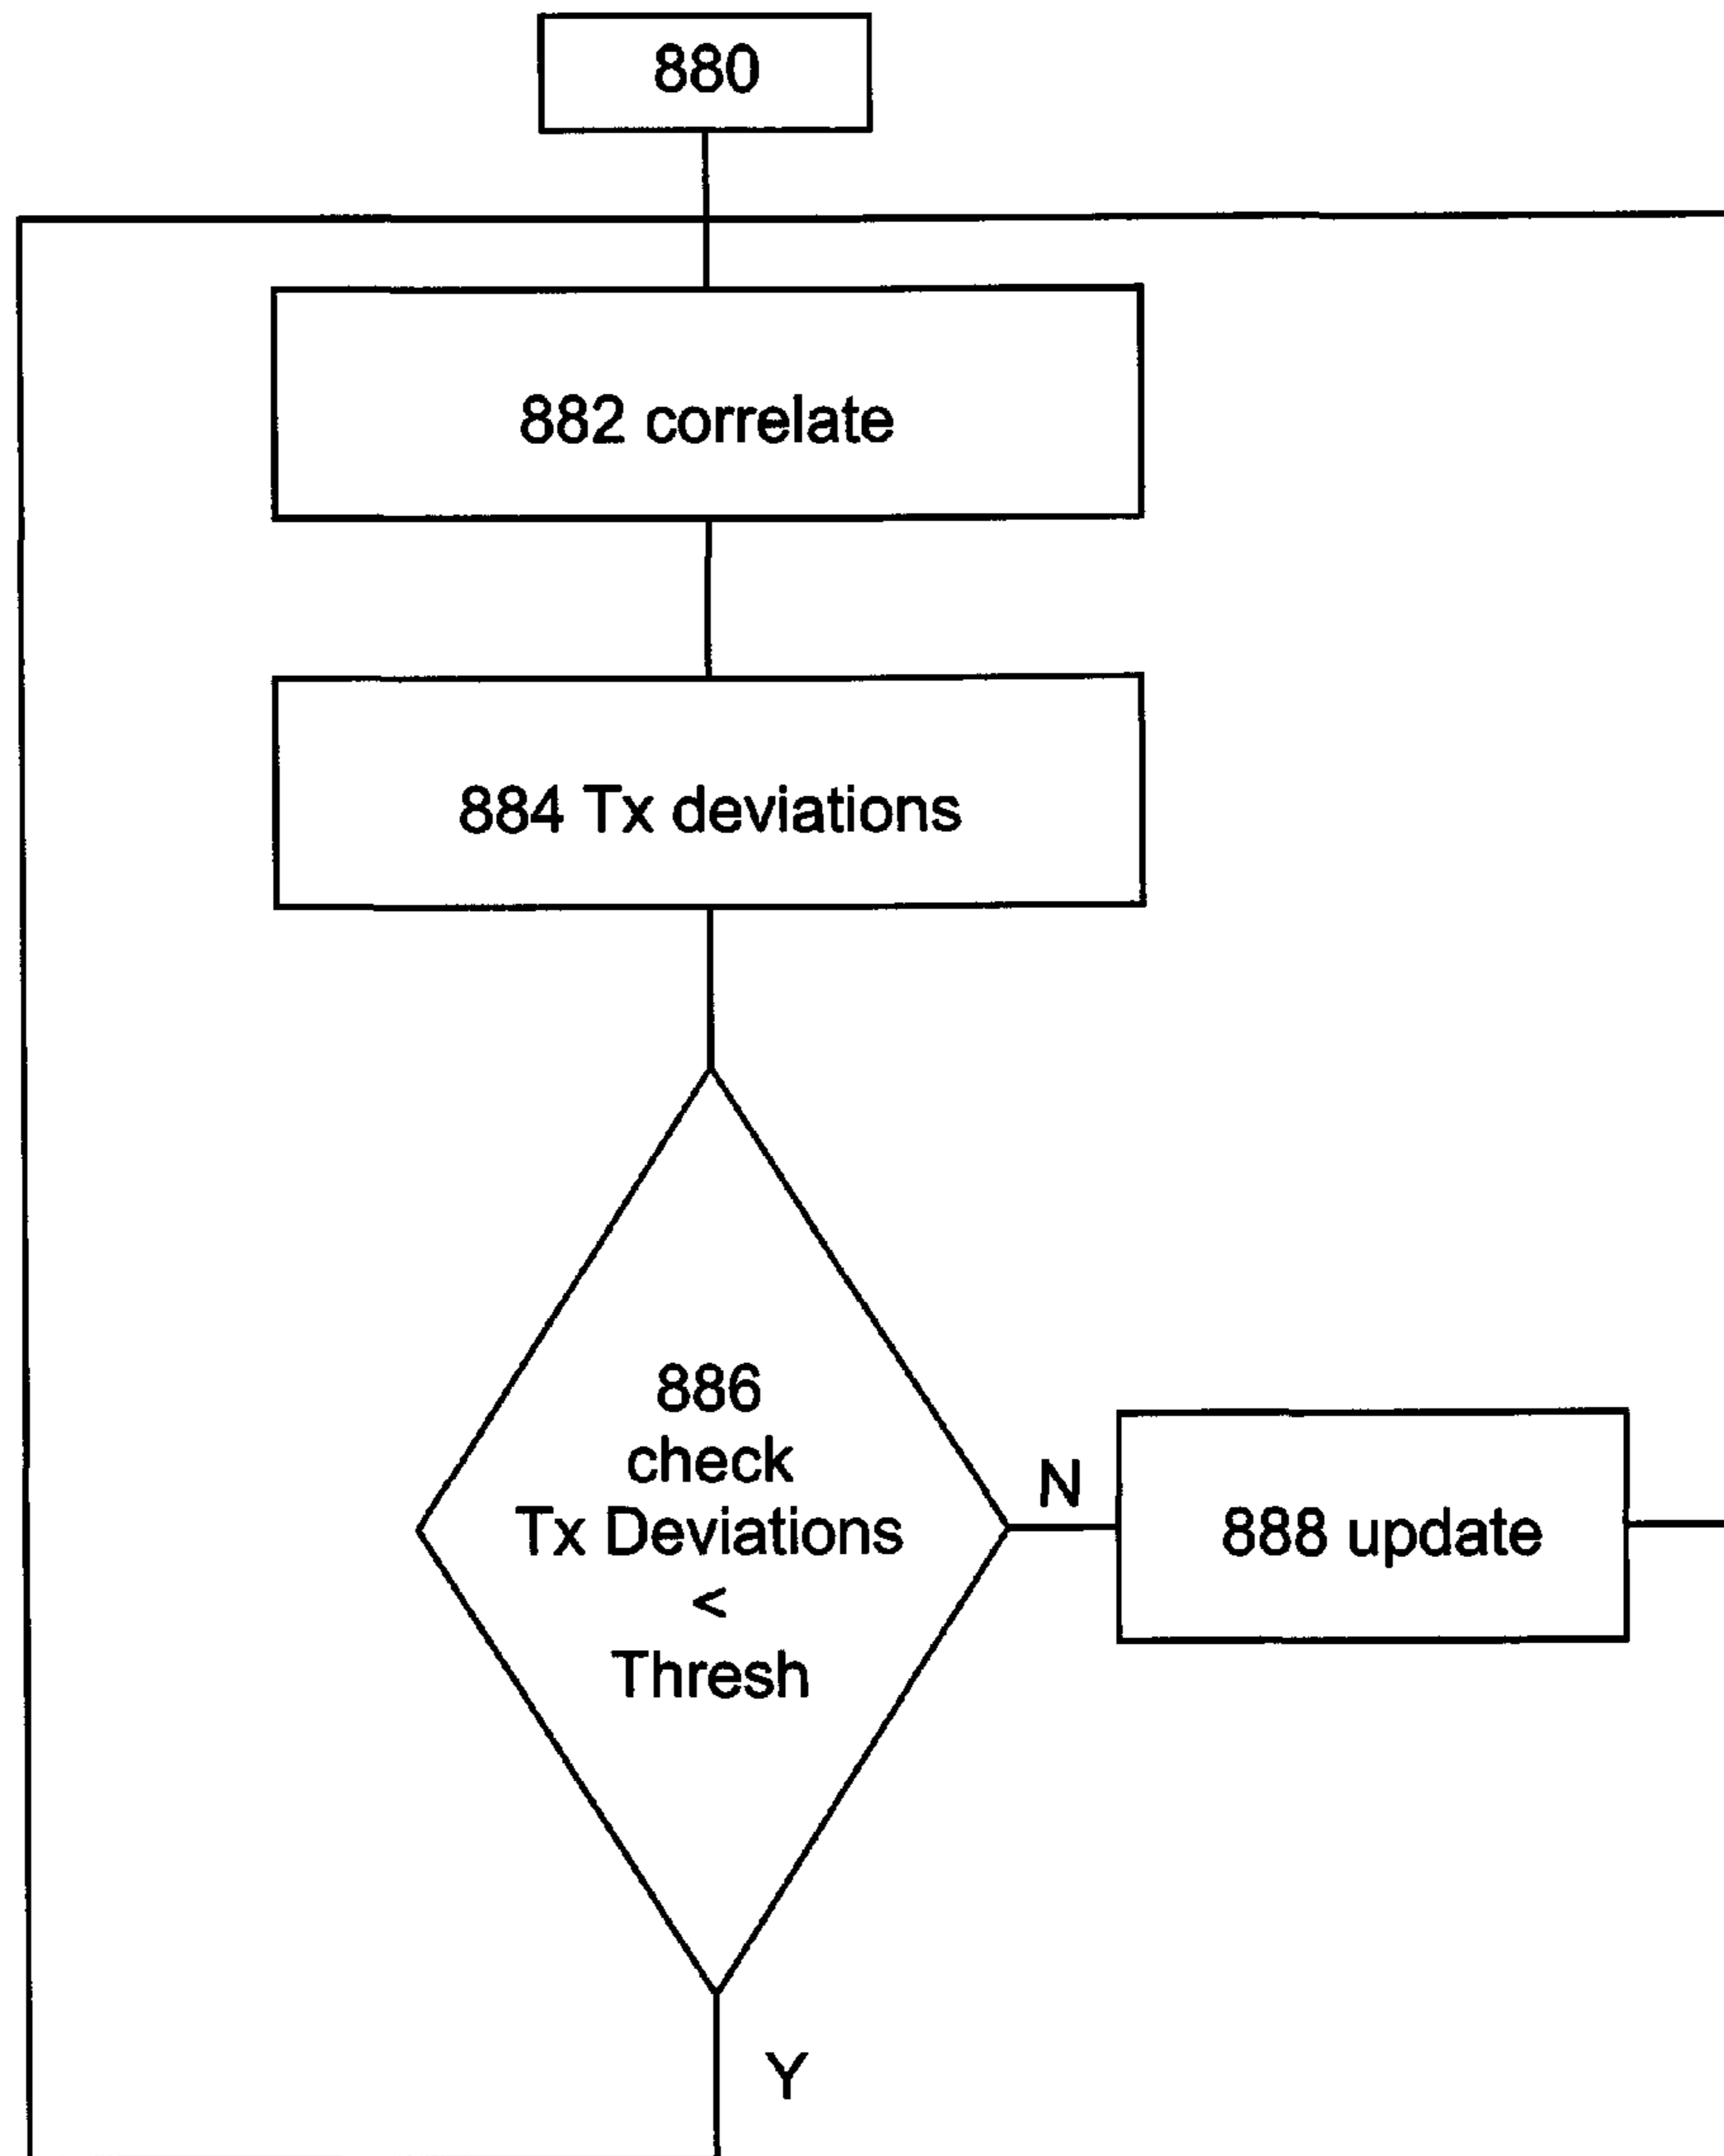 880
882 correlate
884 Tx deviations
886
check
Tx Deviations
<
Thresh
N
888 update
Y